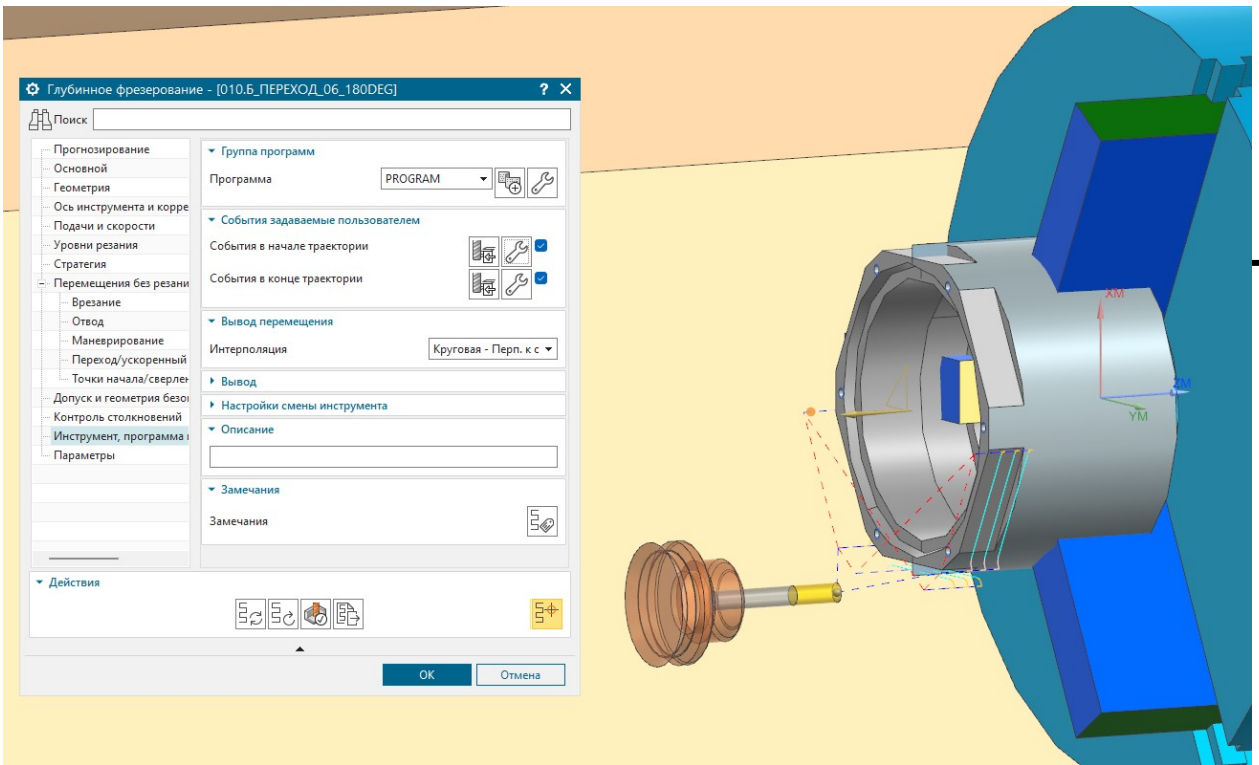 Глубинное фрезерование - [010.Б_ПЕРЕХОД_06_180DEG] ? X
Поиск
Прогнозирование
Основной
Геометрия
Ось инструмента и корре
Подачи и скорости
Уровни резания
Стратегия
Перемещения без резани
Врезание
Отвод
Маневрирование
Переход/ускоренный
Точки начала/сверлен
Допуск и геометрия безо
Контроль столкновений
Инструмент, программа
Параметры
Группа программ
Программа PROGRAM
События задаваемые пользователем
События в начале траектории
События в конце траектории
Вывод перемещения
Интерполяция Круговая - Перп. к с
Вывод
Настройки смены инструмента
Описание
Замечания
Замечания
Действия
OK Отмена
XM
ZM
YM